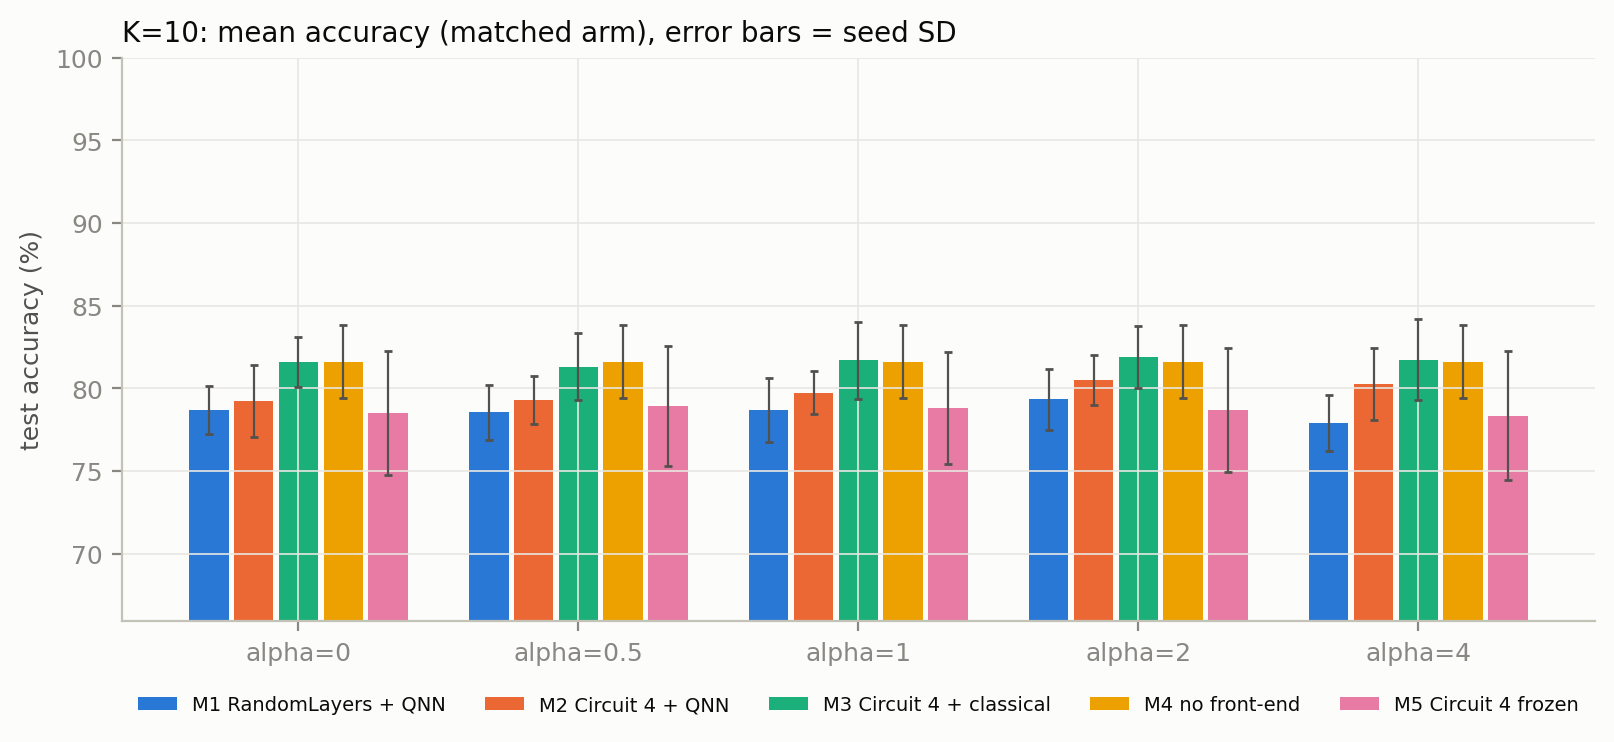 K=10: mean accuracy (matched arm), error bars = seed SD
100
95
90
85
80
75
70
test accuracy (%)
alpha=0 alpha=0.5 alpha=1 alpha=2 alpha=4
M1 RandomLayers + QNN M2 Circuit 4 + QNN M3 Circuit 4 + classical M4 no front-end M5 Circuit 4 frozen